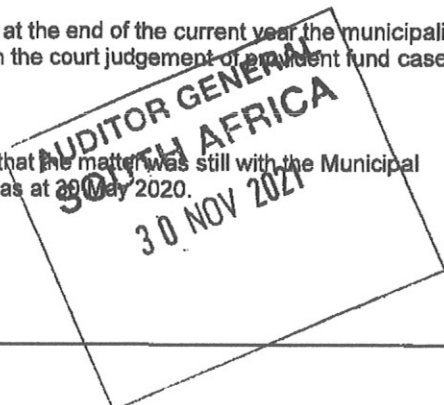 at the end of the current year the municipali
n the court judgement of provident fund case
AUDITOR GENERAL
SOUTH AFRICA
that the matter was still with the Municipal
as at 29 May 2020.
30 NOV 2021